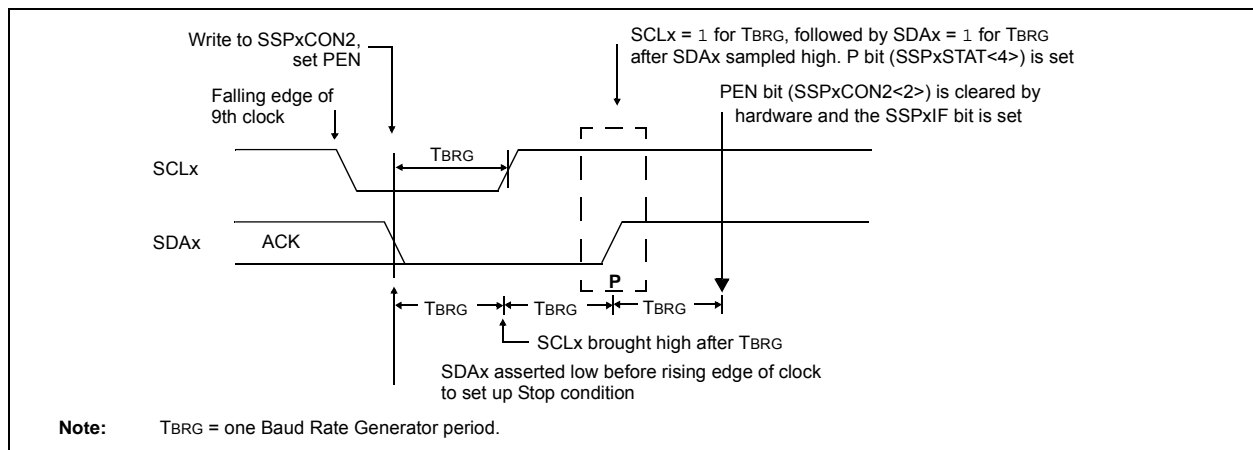 Write to SSPxCON2,
set PEN
SCLx = 1 for TBRG, followed by SDAx = 1 for TBRG
after SDAx sampled high. P bit (SSPxSTAT<4>) is set
Falling edge of
9th clock
PEN bit (SSPxCON2<2>) is cleared by
hardware and the SSPxIF bit is set
TBRG
SCLx
SDAx
ACK
P
TBRG
TBRG
TBRG
SCLx brought high after TBRG
SDAx asserted low before rising edge of clock
to set up Stop condition
Note: TBRG = one Baud Rate Generator period.